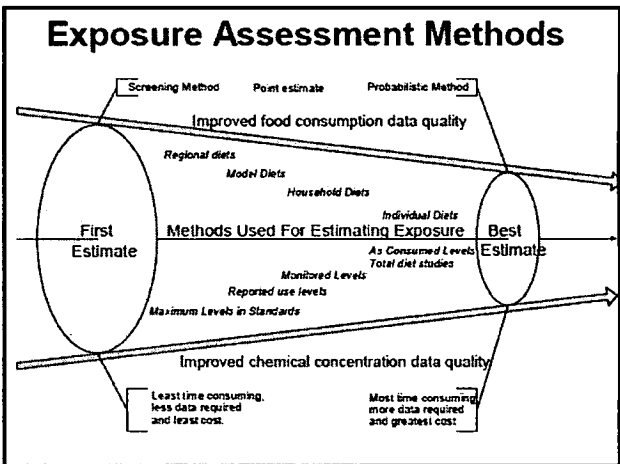 Exposure Assessment Methods
Screening Method Point estimate Probabilistic Method
Improved food consumption data quality
Regional diets
Model Diets
Household Diets
Individual Diets
First Estimate
Methods Used For Estimating Exposure
Best Estimate
As Consumed Levels
Total diet studies
Monitored Levels
Reported use levels
Maximum Levels in Standards
Improved chemical concentration data quality
Least time consuming,
less data required
and least cost.
Most time consuming,
more data required
and greatest cost